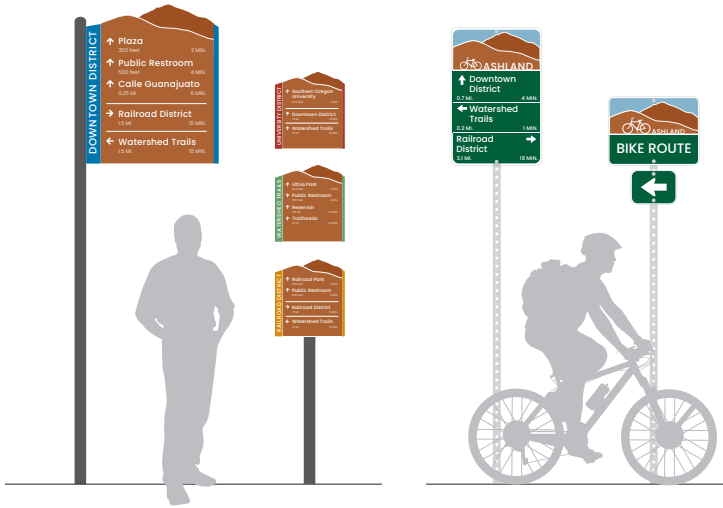 DOWNTOWN DISTRICT
Plaza
350 feet 2 MIN.
Public Restroom
500 feet 4 MIN.
Calle Guanajuato
0.25 MI. 6 MIN.
Railroad District
1.5 MI. 15 MIN.
Watershed Trails
1.5 MI. 15 MIN.
UNIVERSITY DISTRICT
Southern Oregon
University
Downtown District
Watershed Trails
WATERSHED TRAILS
Lithia Park
Public Restroom
Reservoir
Trailheads
RAILROAD DISTRICT
Railroad Park
Public Restroom
Railroad District
Watershed Trails
ASHLAND
Downtown
District
0.7 MI. 4 MIN.
Watershed
Trails
0.2 MI. 1 MIN.
Railroad
District
3.1 MI. 18 MIN.
ASHLAND
BIKE ROUTE